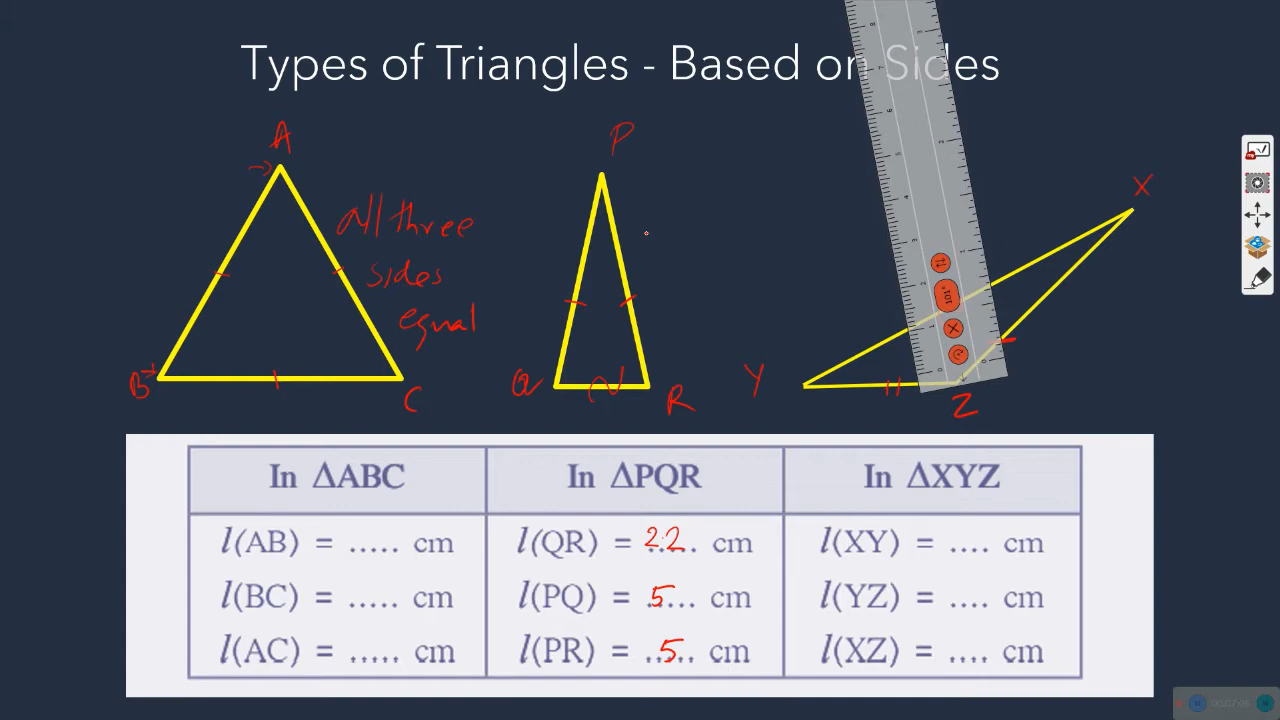 Types of Triangles - Based on Sides
A
P
X
All three
sides
equal
101°
B
C
Q
R
Y
Z
In ΔABC
In ΔPQR
In ΔXYZ
l(AB) = ..... cm
l(QR) = 2.2 cm
l(XY) = .... cm
l(BC) = ..... cm
l(PQ) = 5 cm
l(YZ) = .... cm
l(AC) = ..... cm
l(PR) = 5 cm
l(XZ) = .... cm